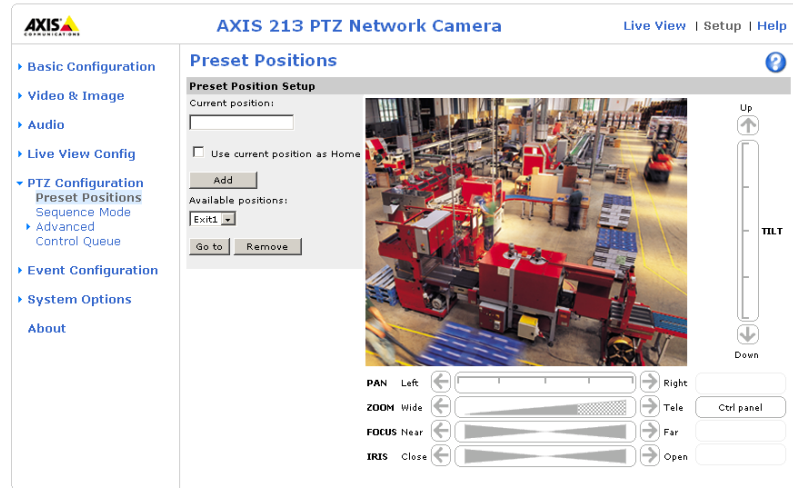 AXIS
COMMUNICATIONS
AXIS 213 PTZ Network Camera
Live View | Setup | Help
Basic Configuration
Video & Image
Audio
Live View Config
PTZ Configuration
Preset Positions
Sequence Mode
Advanced
Control Queue
Event Configuration
System Options
About
Preset Positions
?
Preset Position Setup
Current position:
Use current position as Home
Add
Available positions:
Exit1
Go to
Remove
Up
TILT
Down
PAN Left Right
ZOOM Wide Tele Ctrl panel
FOCUS Near Far
IRIS Close Open